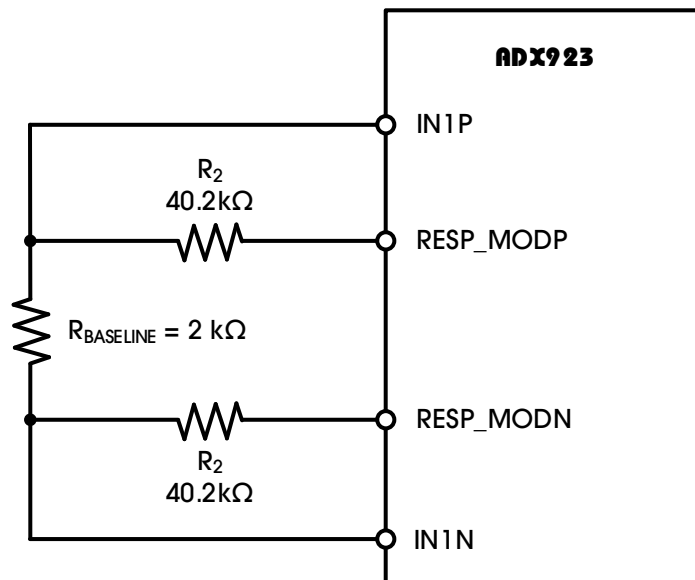 ADX923
IN1P
R2
40.2kΩ
RESP_MODP
RBASELINE = 2 kΩ
RESP_MODN
R2
40.2kΩ
IN1N